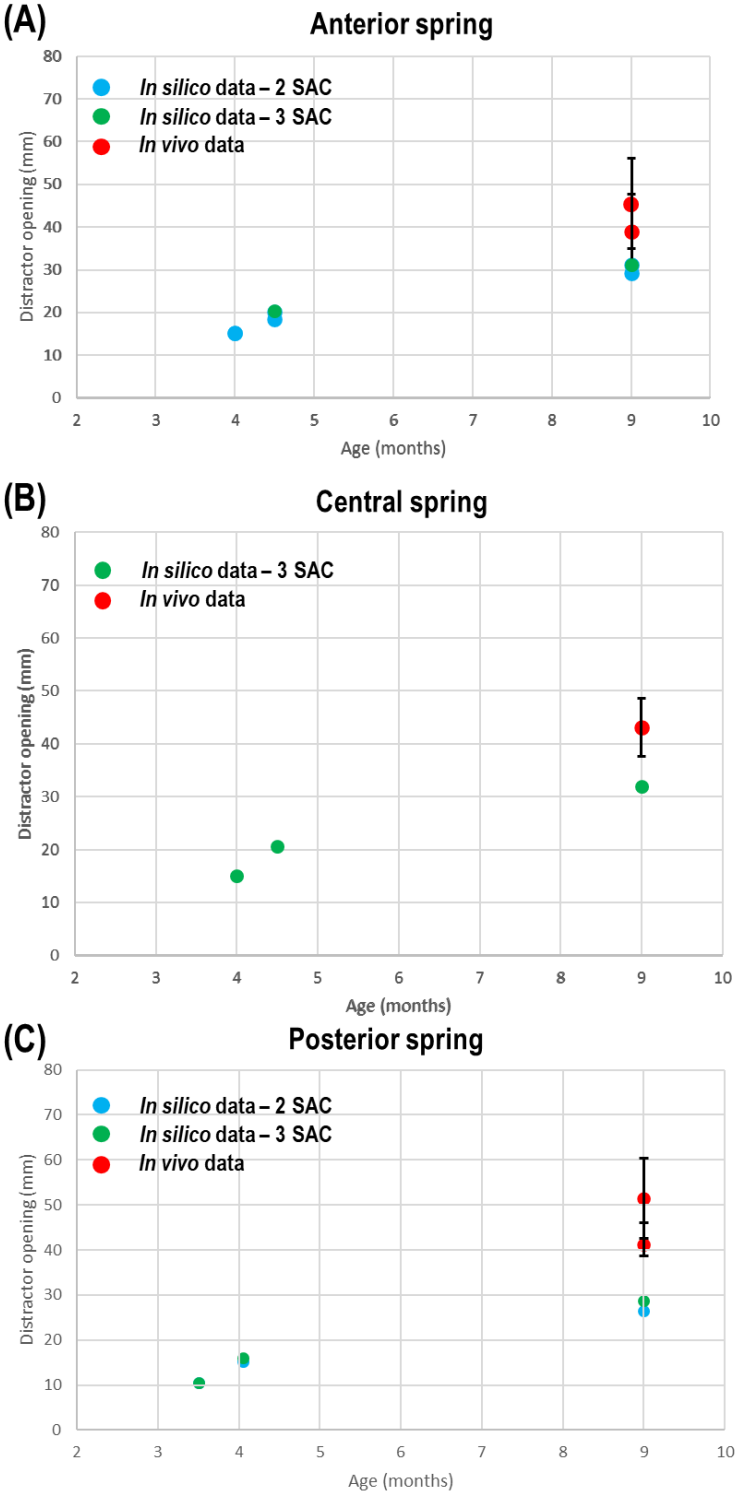 (A)
Anterior spring
80
70
60
50
40
30
20
10
0
Distractor opening (mm)
In silico data – 2 SAC
In silico data – 3 SAC
In vivo data
2 3 4 5 6 7 8 9 10
Age (months)
(B)
Central spring
80
70
60
50
40
30
20
10
0
Distractor opening (mm)
In silico data – 3 SAC
In vivo data
2 3 4 5 6 7 8 9 10
Age (months)
(C)
Posterior spring
80
70
60
50
40
30
20
10
0
Distractor opening (mm)
In silico data – 2 SAC
In silico data – 3 SAC
In vivo data
2 3 4 5 6 7 8 9 10
Age (months)